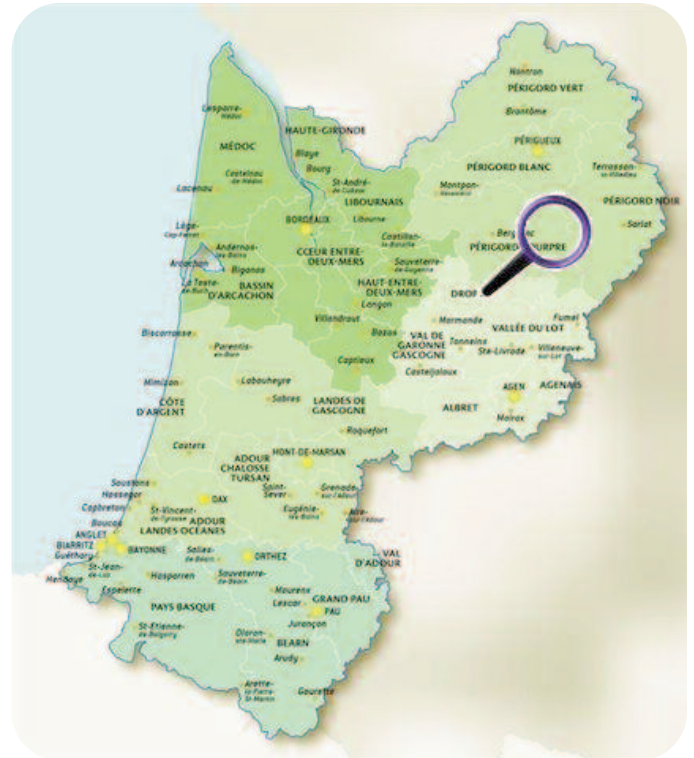 Nontron
PÉRIGORD VERT
Brantôme
PÉRIGUEUX
PÉRIGORD BLANC
Terrasson-
la-Villedieu
PÉRIGORD NOIR
Montpon-
Sarlat
PÉRIGORD
Lesparre-
Médoc
HAUTE-GIRONDE
MÉDOC
Blaye
Bourg
Castelnau
de-Médoc
St-André-
de-Cubzac
Lacanau
LIBOURNAIS
BORDEAUX
Libourne
Lège-
Cap-Ferret
Castillon-
la-Bataille
Andernos-
les-Bains
CŒUR ENTRE-
DEUX-MERS
Sauveterre-
de-Guyenne
Arcachon
Biganos
La Teste-
de-Buch
BASSIN
D'ARCACHON
HAUT-ENTRE-
DEUX-MERS
Langon
DROP
Villandraut
Marmande
VALLÉE DU LOT
Fumel
Bazas
VAL DE
GARONNE
GASCOGNE
Tonneins
Ste-Livrade
Villeneuve-
sur-Lot
Captieux
Casteljaloux
AGEN
AGENAIS
ALBRET
Moirax
Biscarrosse
Parentis-
en-Born
Mimizan
Labouheyre
Sabres
CÔTE
D'ARGENT
LANDES DE
GASCOGNE
Roquefort
Castets
ADOUR
CHALOSSE
TURSAN
MONT-DE-MARSAN
Soustons
Hossegor
Saint-
Sever
Grenade-
sur-l'Adour
Capbreton
DAX
Eugénie-
les-Bains
Aire-
sur-l'Adour
St-Vincent-
de-Tyrosse
Boucau
ADOUR
LANDES OCÉANES
ANGLET
BIARRITZ
BAYONNE
Guéthary
Salies-
de-Béarn
ORTHEZ
VAL
D'ADOUR
St-Jean-
de-Luz
Hendaye
Hasparren
Sauveterre-
de-Béarn
Espelette
Mourenx
GRAND PAU
Lescar
PAU
PAYS BASQUE
Jurançon
St-Etienne-
de-Baïgorry
Oloron-
Ste-Marie
BÉARN
Arudy
Arette-
la-Pierre-
St-Martin
Gourette